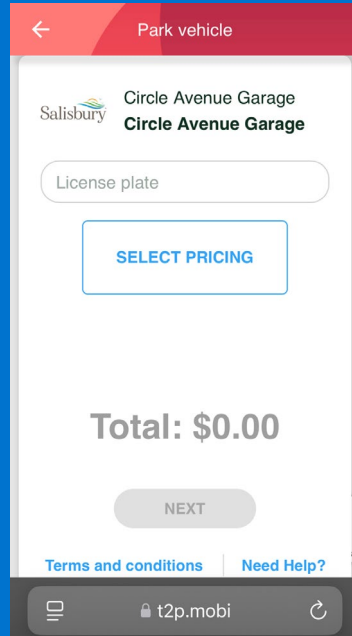 Park vehicle
Salisbury
Circle Avenue Garage
Circle Avenue Garage
License plate
SELECT PRICING
Total: $0.00
NEXT
Terms and conditions
Need Help?
t2p.mobi